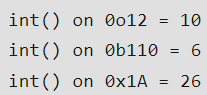 int() on 0o12 = 10
int() on 0b110 = 6
int() on 0x1A = 26